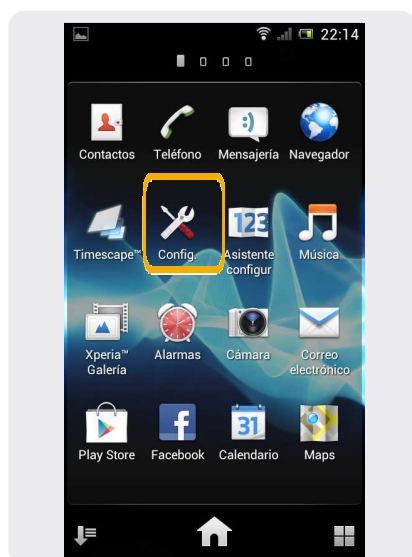 22:14
Contactos Teléfono Mensajería Navegador
:)
123
Timescape™ Config. Asistente configur Música
Xperia™ Galería Alarmas Cámara Correo electrónico
31
Play Store Facebook Calendario Maps